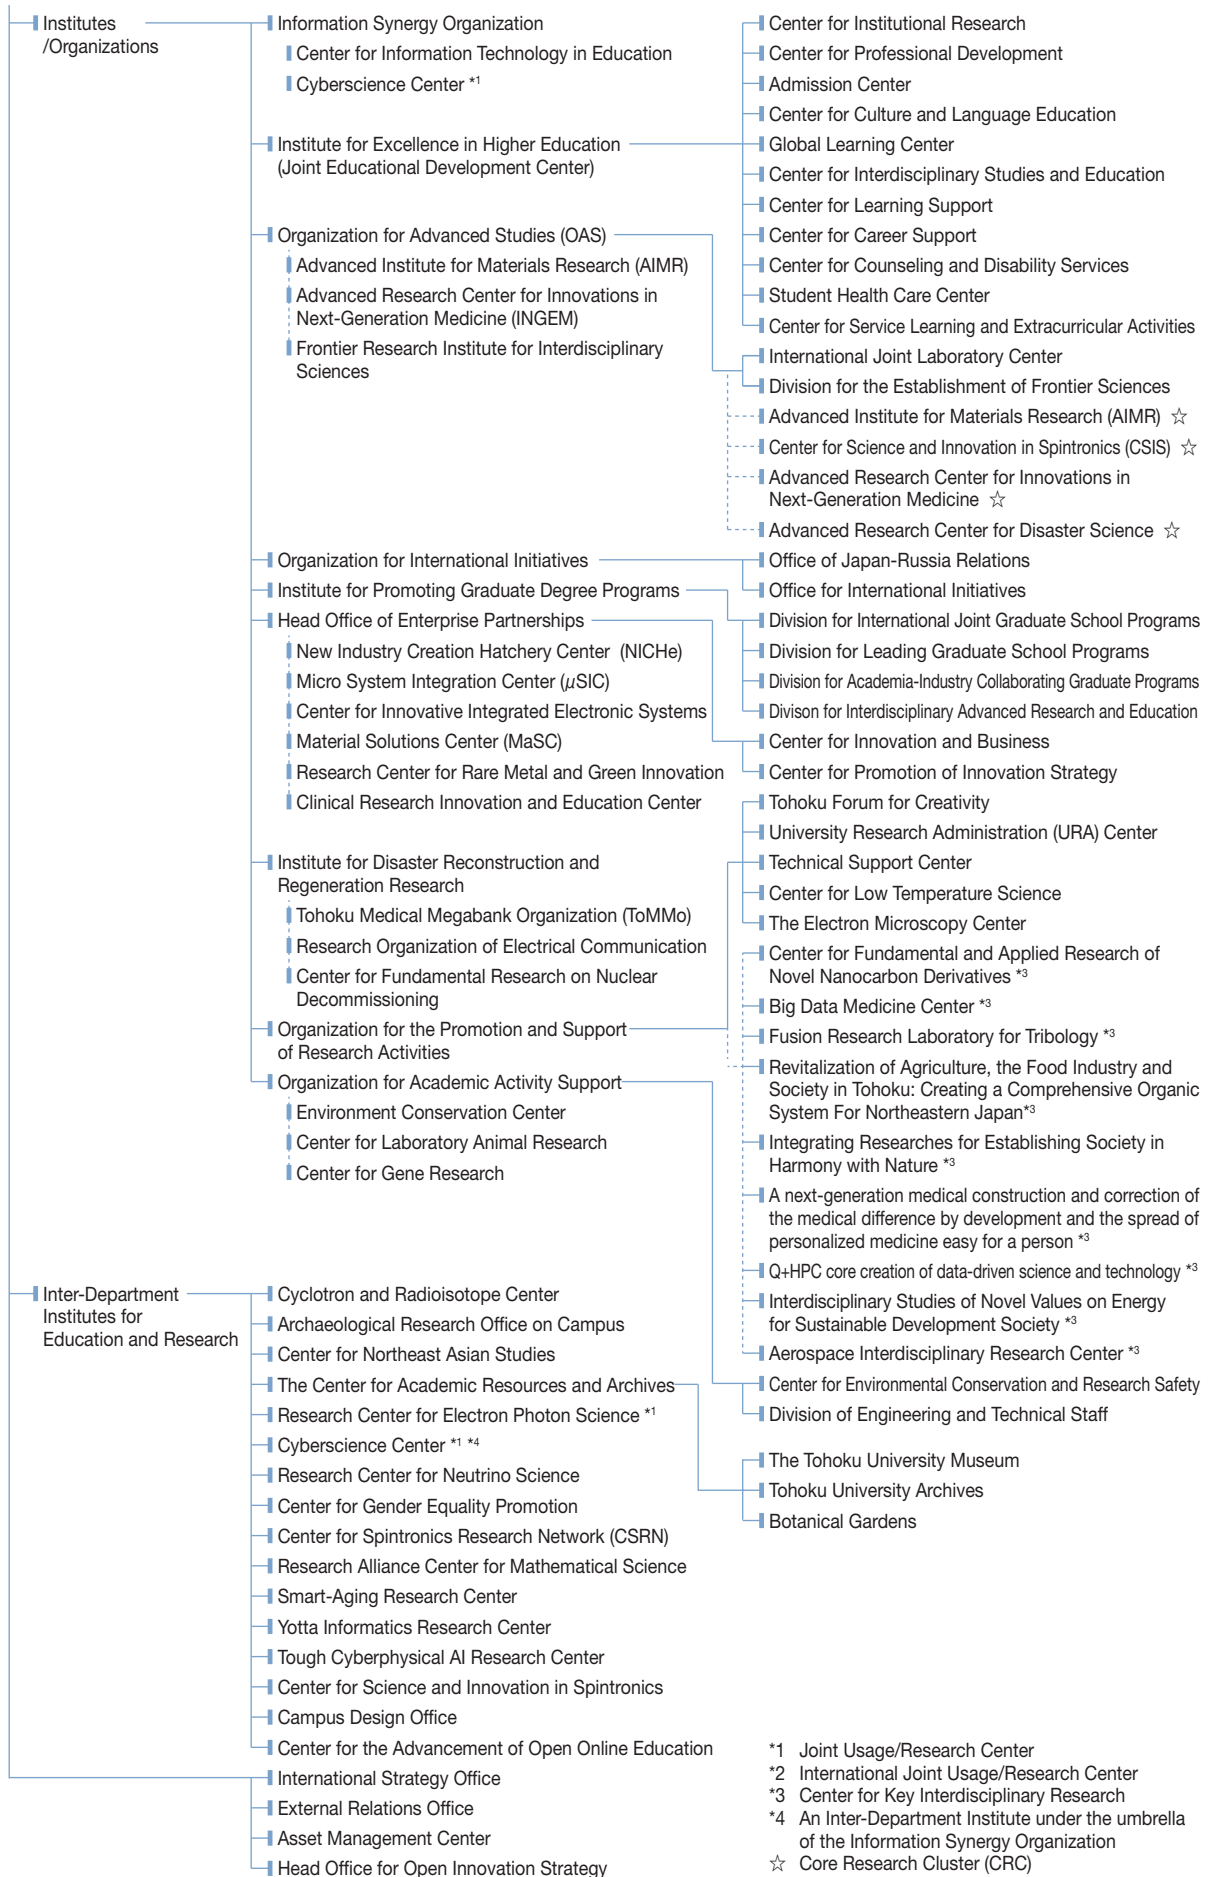 Institutes
/Organizations
Information Synergy Organization
Center for Information Technology in Education
Cyberscience Center *1
Institute for Excellence in Higher Education
(Joint Educational Development Center)
Organization for Advanced Studies (OAS)
Advanced Institute for Materials Research (AIMR)
Advanced Research Center for Innovations in
Next-Generation Medicine (INGEM)
Frontier Research Institute for Interdisciplinary
Sciences
Organization for International Initiatives
Institute for Promoting Graduate Degree Programs
Head Office of Enterprise Partnerships
New Industry Creation Hatchery Center (NICHe)
Micro System Integration Center (μSIC)
Center for Innovative Integrated Electronic Systems
Material Solutions Center (MaSC)
Research Center for Rare Metal and Green Innovation
Clinical Research Innovation and Education Center
Institute for Disaster Reconstruction and
Regeneration Research
Tohoku Medical Megabank Organization (ToMMo)
Research Organization of Electrical Communication
Center for Fundamental Research on Nuclear
Decommissioning
Organization for the Promotion and Support
of Research Activities
Organization for Academic Activity Support
Environment Conservation Center
Center for Laboratory Animal Research
Center for Gene Research
Center for Institutional Research
Center for Professional Development
Admission Center
Center for Culture and Language Education
Global Learning Center
Center for Interdisciplinary Studies and Education
Center for Learning Support
Center for Career Support
Center for Counseling and Disability Services
Student Health Care Center
Center for Service Learning and Extracurricular Activities
International Joint Laboratory Center
Division for the Establishment of Frontier Sciences
Advanced Institute for Materials Research (AIMR) ☆
Center for Science and Innovation in Spintronics (CSIS) ☆
Advanced Research Center for Innovations in
Next-Generation Medicine ☆
Advanced Research Center for Disaster Science ☆
Office of Japan-Russia Relations
Office for International Initiatives
Division for International Joint Graduate School Programs
Division for Leading Graduate School Programs
Division for Academia-Industry Collaborating Graduate Programs
Divison for Interdisciplinary Advanced Research and Education
Center for Innovation and Business
Center for Promotion of Innovation Strategy
Tohoku Forum for Creativity
University Research Administration (URA) Center
Technical Support Center
Center for Low Temperature Science
The Electron Microscopy Center
Center for Fundamental and Applied Research of
Novel Nanocarbon Derivatives *3
Big Data Medicine Center *3
Fusion Research Laboratory for Tribology *3
Revitalization of Agriculture, the Food Industry and
Society in Tohoku: Creating a Comprehensive Organic
System For Northeastern Japan*3
Integrating Researches for Establishing Society in
Harmony with Nature *3
A next-generation medical construction and correction of
the medical difference by development and the spread of
personalized medicine easy for a person *3
Q+HPC core creation of data-driven science and technology *3
Interdisciplinary Studies of Novel Values on Energy
for Sustainable Development Society *3
Aerospace Interdisciplinary Research Center *3
Center for Environmental Conservation and Research Safety
Division of Engineering and Technical Staff
Inter-Department
Institutes for
Education and Research
Cyclotron and Radioisotope Center
Archaeological Research Office on Campus
Center for Northeast Asian Studies
The Center for Academic Resources and Archives
Research Center for Electron Photon Science *1
Cyberscience Center *1 *4
Research Center for Neutrino Science
Center for Gender Equality Promotion
Center for Spintronics Research Network (CSRN)
Research Alliance Center for Mathematical Science
Smart-Aging Research Center
Yotta Informatics Research Center
Tough Cyberphysical AI Research Center
Center for Science and Innovation in Spintronics
Campus Design Office
Center for the Advancement of Open Online Education
The Tohoku University Museum
Tohoku University Archives
Botanical Gardens
International Strategy Office
External Relations Office
Asset Management Center
Head Office for Open Innovation Strategy
*1 Joint Usage/Research Center
*2 International Joint Usage/Research Center
*3 Center for Key Interdisciplinary Research
*4 An Inter-Department Institute under the umbrella
of the Information Synergy Organization
☆ Core Research Cluster (CRC)